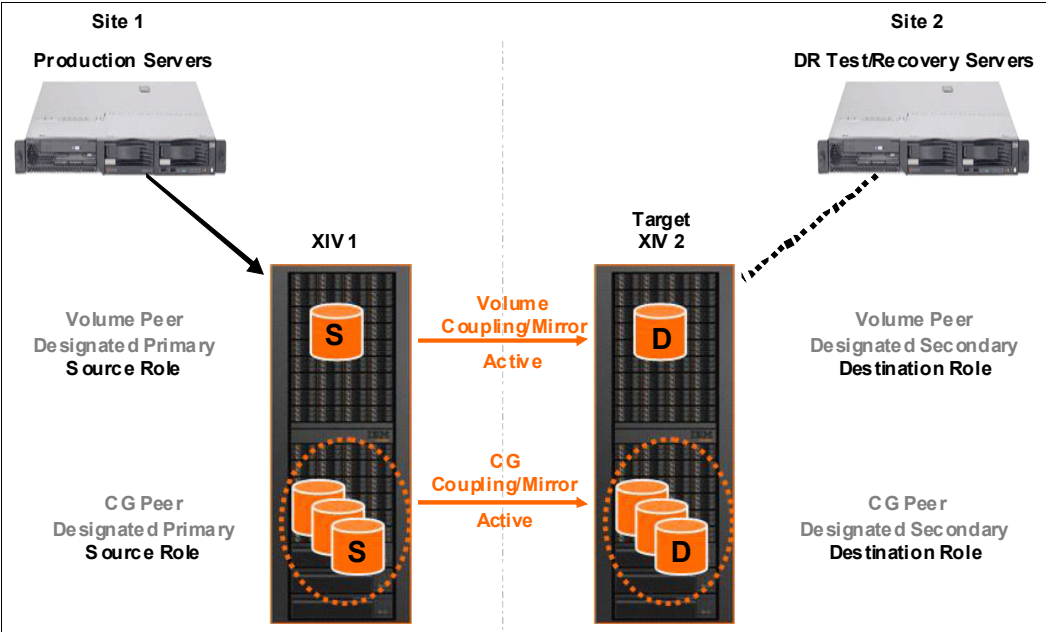 Site 1
Site 2
Production Servers
DR Test/Recovery Servers
XIV 1
Target
XIV 2
Volume Peer
Designated Primary
Source Role
S
Volume
Coupling/Mirror
Active
D
Volume Peer
Designated Secondary
Destination Role
IBM
IBM
CG Peer
Designated Primary
Source Role
S
CG
Coupling/Mirror
Active
D
CG Peer
Designated Secondary
Destination Role